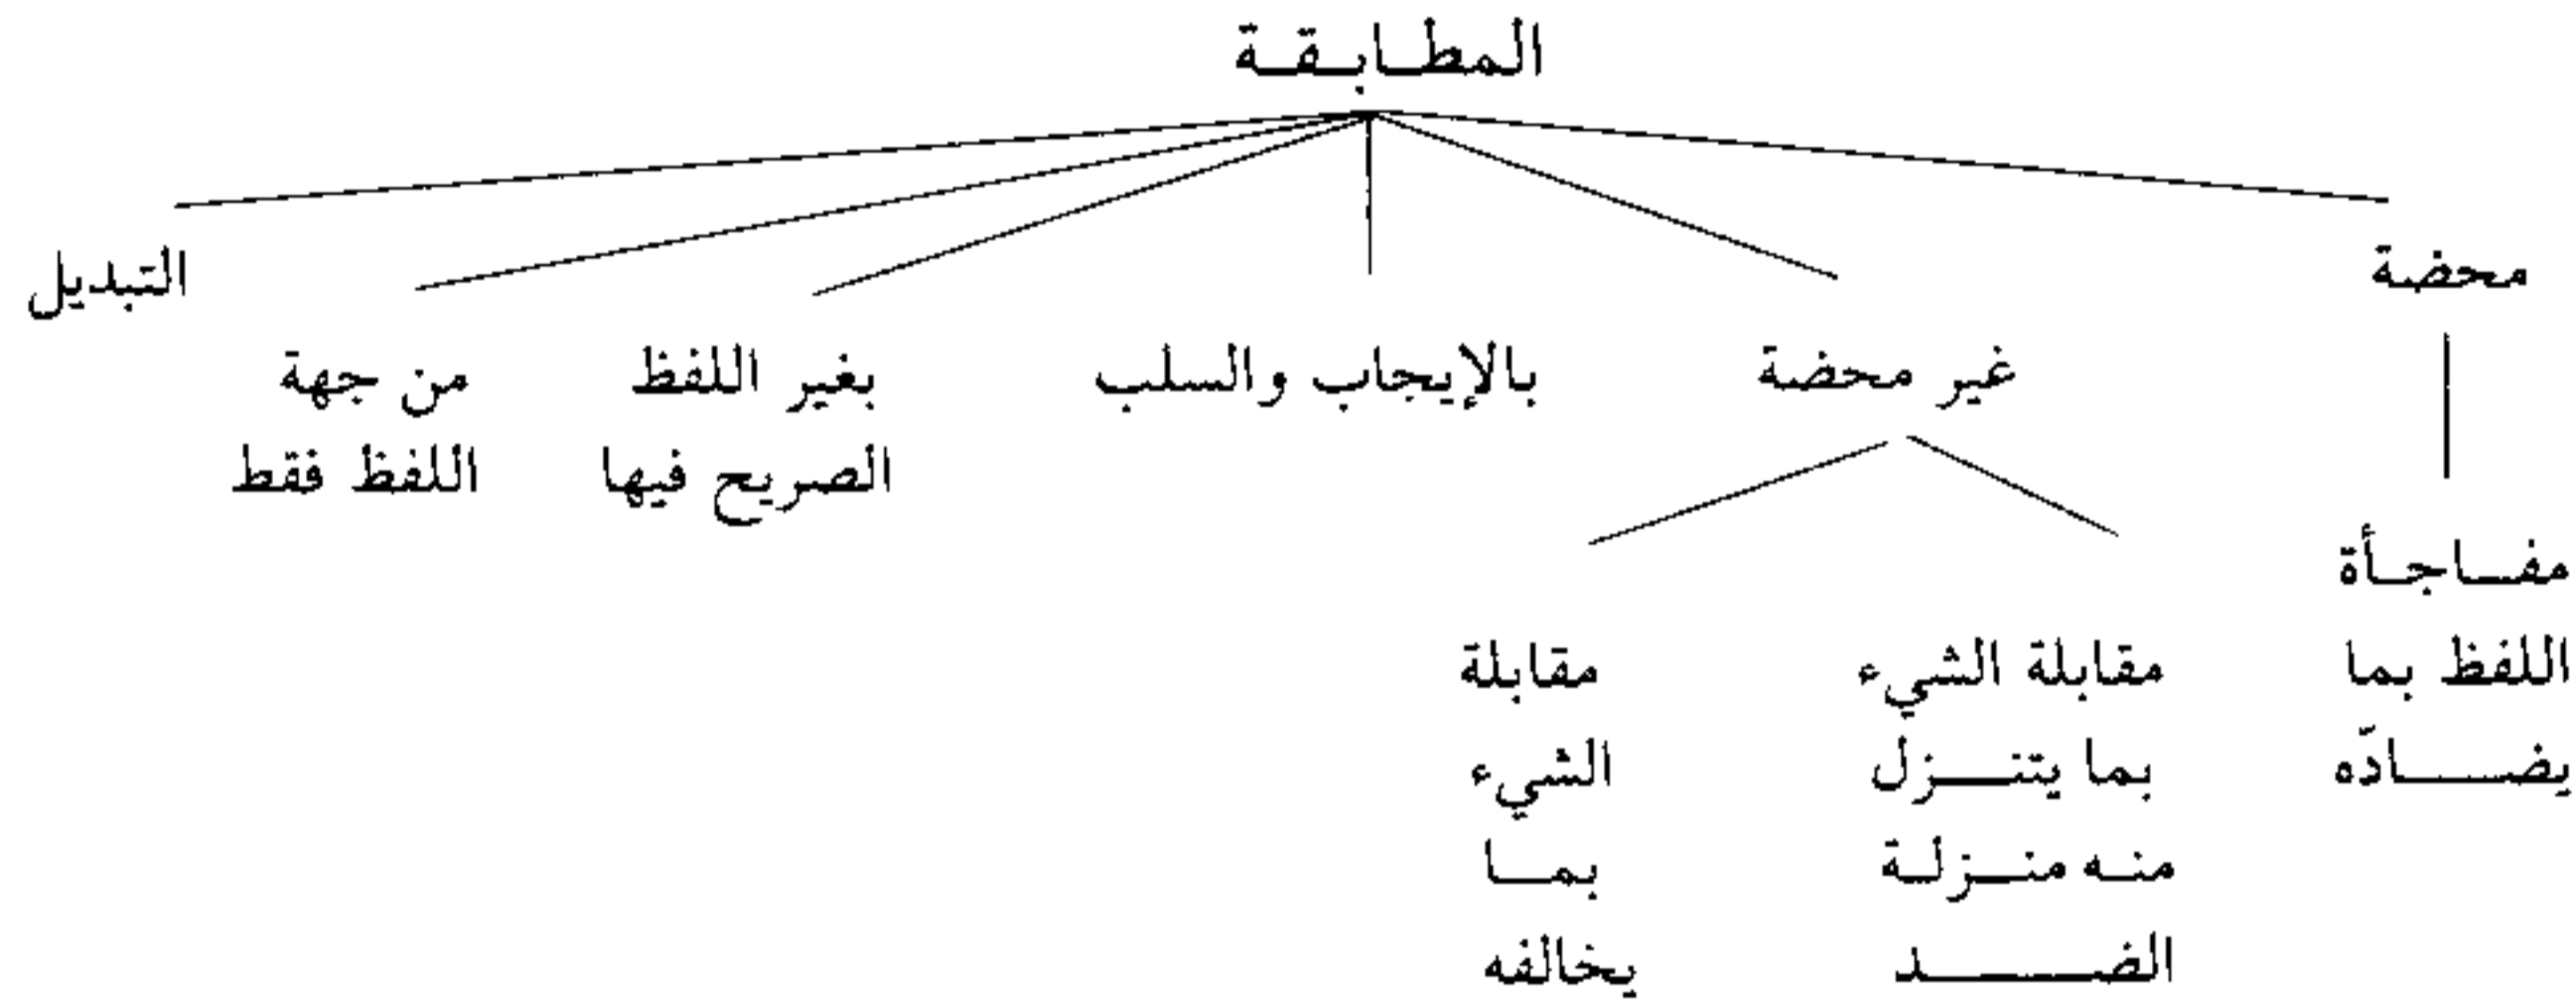 المطابقة
محضة
مفاجأة
اللفظ بما
يضادّه
غير محضة
مقابلة الشيء
بما يتنزل
منه منزلة
الضد
مقابلة
الشيء
بما
يخالفه
بالإيجاب والسلب
بغير اللفظ
الصريح فيها
من جهة
اللفظ فقط
التبديل